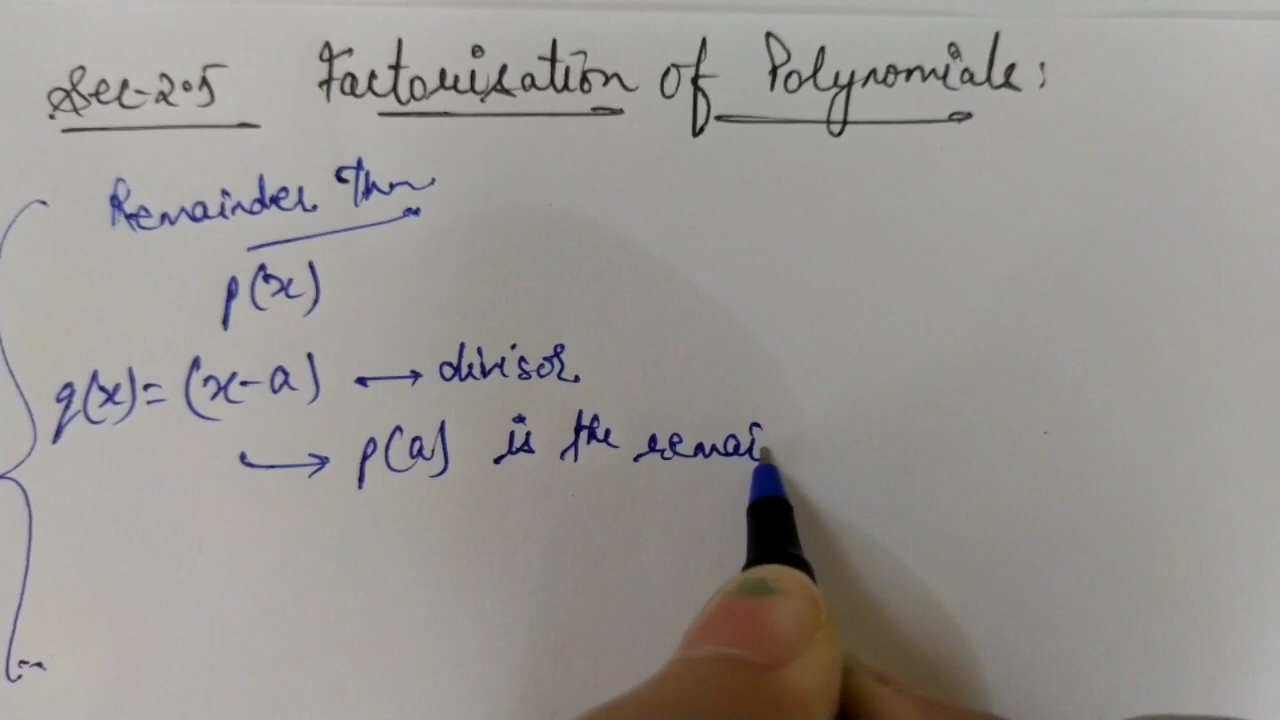 Sec-2.5 Factorisation of Polynomials:
Remainder Thm
p(x)
q(x) = (x-a) → divisor
→ p(a) is the remai